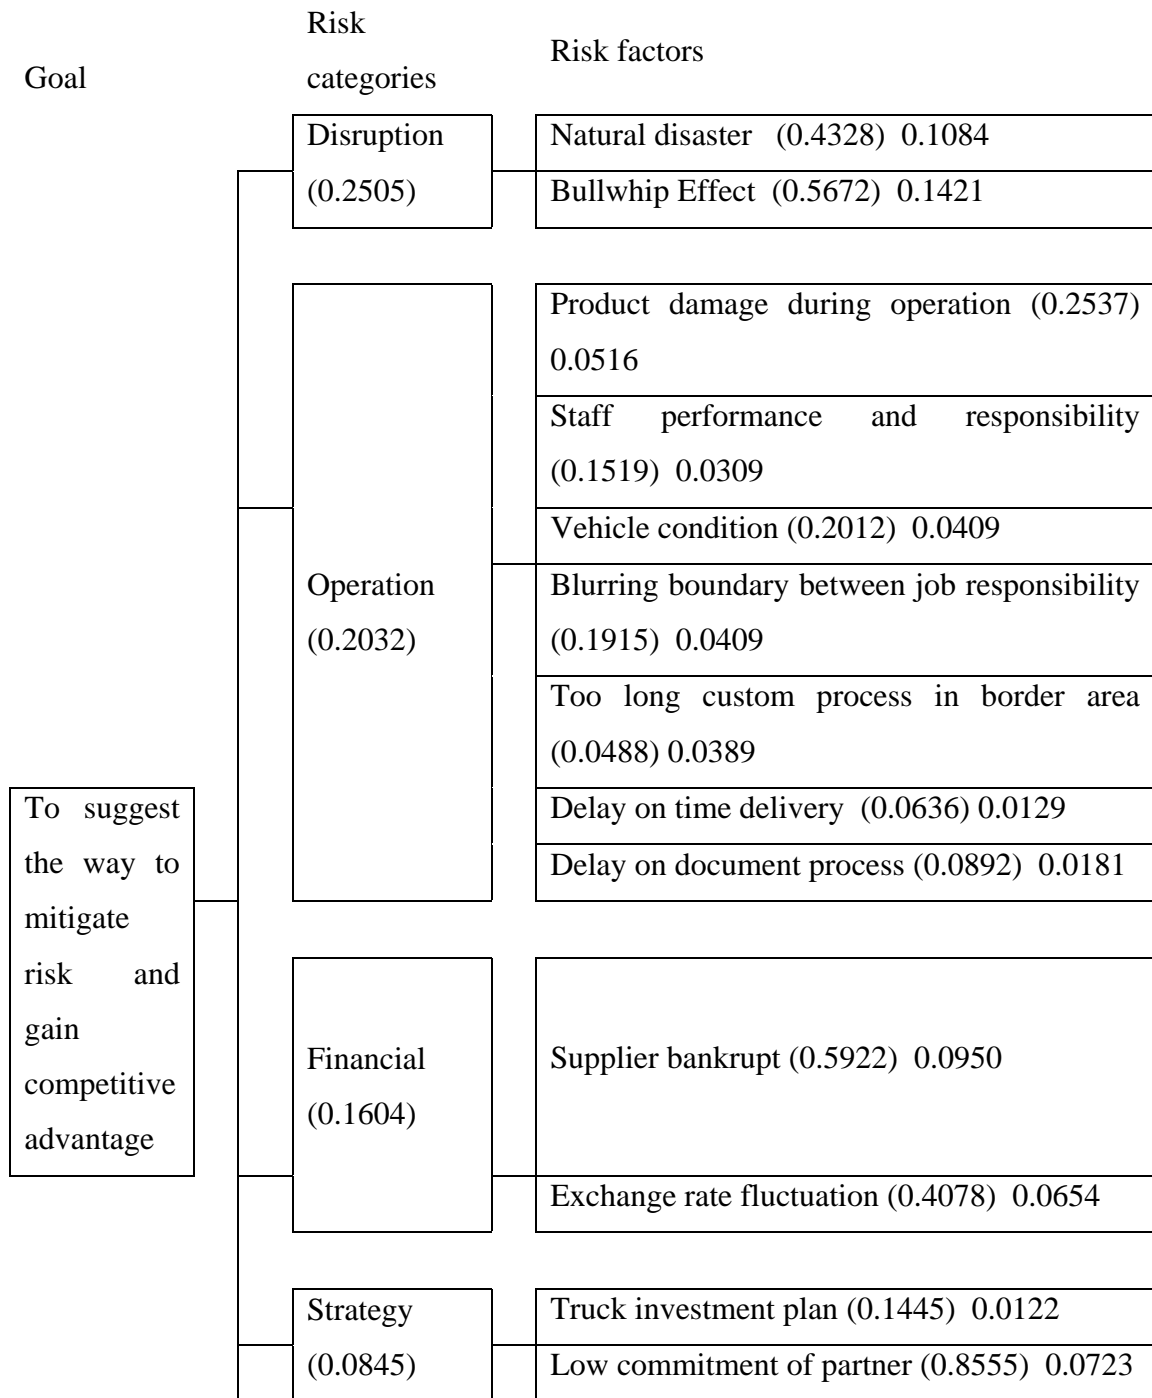 Goal
Risk
categories
Risk factors
Disruption
(0.2505)
Natural disaster (0.4328) 0.1084
Bullwhip Effect (0.5672) 0.1421
Operation
(0.2032)
Product damage during operation (0.2537)
0.0516
Staff performance and responsibility
(0.1519) 0.0309
Vehicle condition (0.2012) 0.0409
Blurring boundary between job responsibility
(0.1915) 0.0409
Too long custom process in border area
(0.0488) 0.0389
Delay on time delivery (0.0636) 0.0129
Delay on document process (0.0892) 0.0181
To suggest
the way to
mitigate
risk and
gain
competitive
advantage
Financial
(0.1604)
Supplier bankrupt (0.5922) 0.0950
Exchange rate fluctuation (0.4078) 0.0654
Strategy
(0.0845)
Truck investment plan (0.1445) 0.0122
Low commitment of partner (0.8555) 0.0723